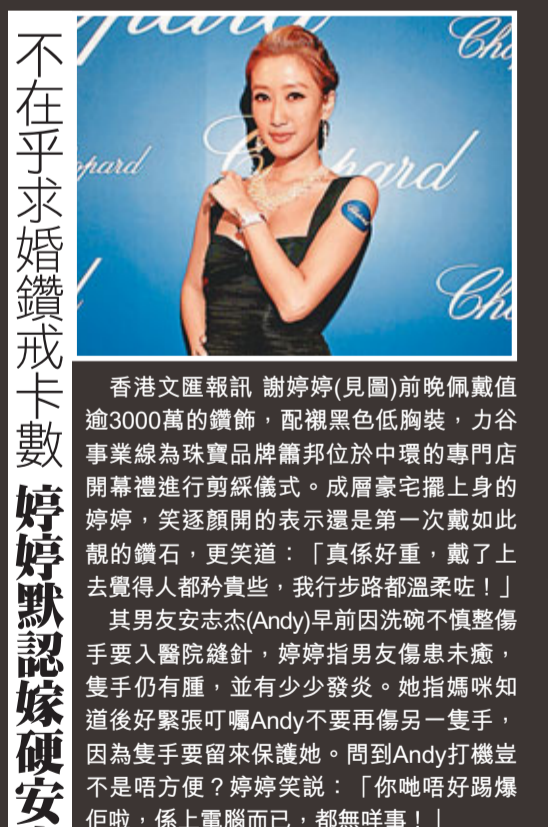 不在乎求婚鑽戒卡數
婷婷默認嫁硬安
Chopard
opard
Cho
Cho
Chopard
香港文匯報訊 謝婷婷(見圖)前晚佩戴值
逾3000萬的鑽飾，配襯黑色低胸裝，力谷
事業線為珠寶品牌簫邦位於中環的專門店
開幕禮進行剪綵儀式。成層豪宅擺上身的
婷婷，笑逐顏開的表示還是第一次戴如此
靚的鑽石，更笑道：「真係好重，戴了上
去覺得人都矜貴些，我行步路都溫柔咗！」
其男友安志杰(Andy)早前因洗碗不慎整傷
手要入醫院縫針，婷婷指男友傷患未癒，
隻手仍有腫，並有少少發炎。她指媽咪知
道後好緊張叮囑Andy不要再傷另一隻手，
因為隻手要留來保護她。問到Andy打機豈
不是唔方便？婷婷笑説：「你哋唔好踢爆
佢啦，係上電腦而已，都無咩事！」